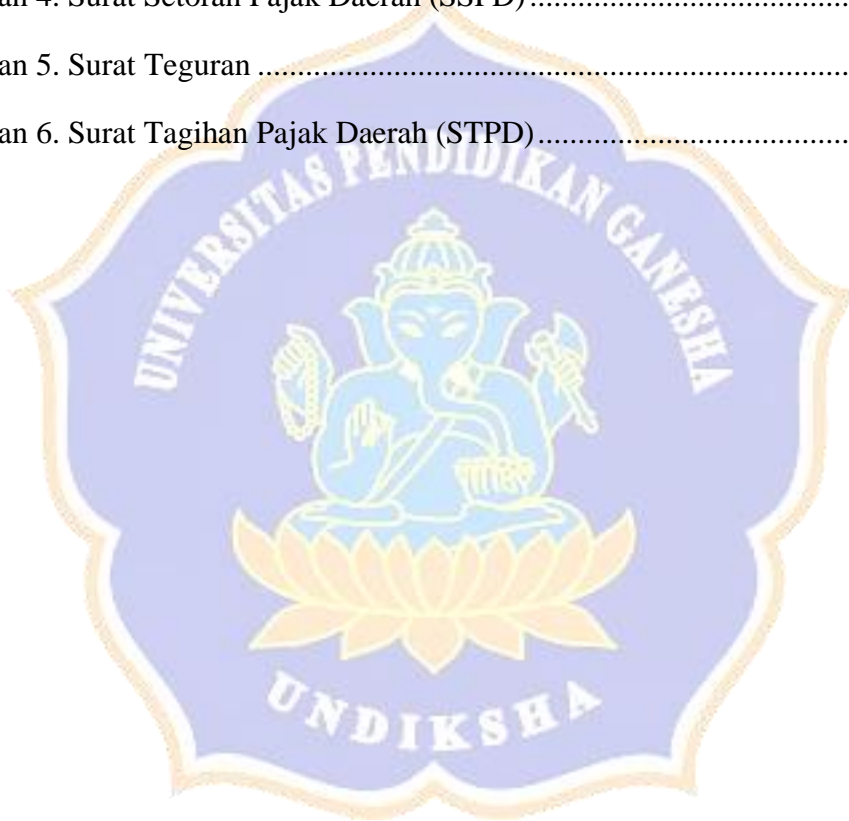 an 4. Surat Setoran Pajak Daerah (SSPD)........................................
an 5. Surat Teguran ..........................................................................
an 6. Surat Tagihan Pajak Daerah (STPD).......................................
UNIVERSITAS PENDIDIKAN GANESHA
UNDIKSHA